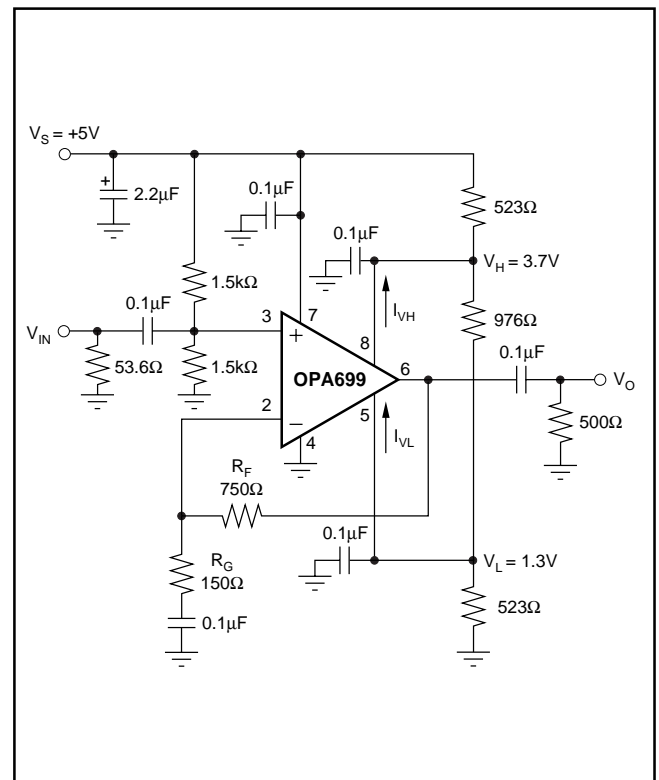 V_S = +5V
2.2µF
+
0.1µF
523Ω
0.1µF
V_H = 3.7V
1.5kΩ
7
I_VH
976Ω
0.1µF
V_IN
3
8
+
53.6Ω
1.5kΩ
OPA699
6
0.1µF
V_O
2
−
4
5
I_VL
500Ω
R_F
750Ω
0.1µF
V_L = 1.3V
R_G
150Ω
523Ω
0.1µF